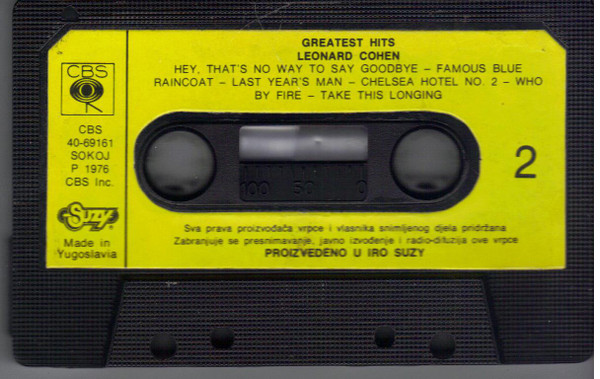 GREATEST HITS
LEONARD COHEN
HEY, THAT'S NO WAY TO SAY GOODBYE – FAMOUS BLUE
RAINCOAT – LAST YEAR'S MAN – CHELSEA HOTEL NO. 2 – WHO
BY FIRE – TAKE THIS LONGING
CBS
CBS
40-69161
SOKOJ
P 1976
CBS Inc.
Suzy
Made in
Yugoslavia
2
100 50 0
Sva prava proizvođača vrpce i vlasnika snimljenog djela pridržana
Zabranjuje se presnimavanje, javno izvođenje i radio-difuzija ove vrpce
PROIZVEDENO U IRO SUZY